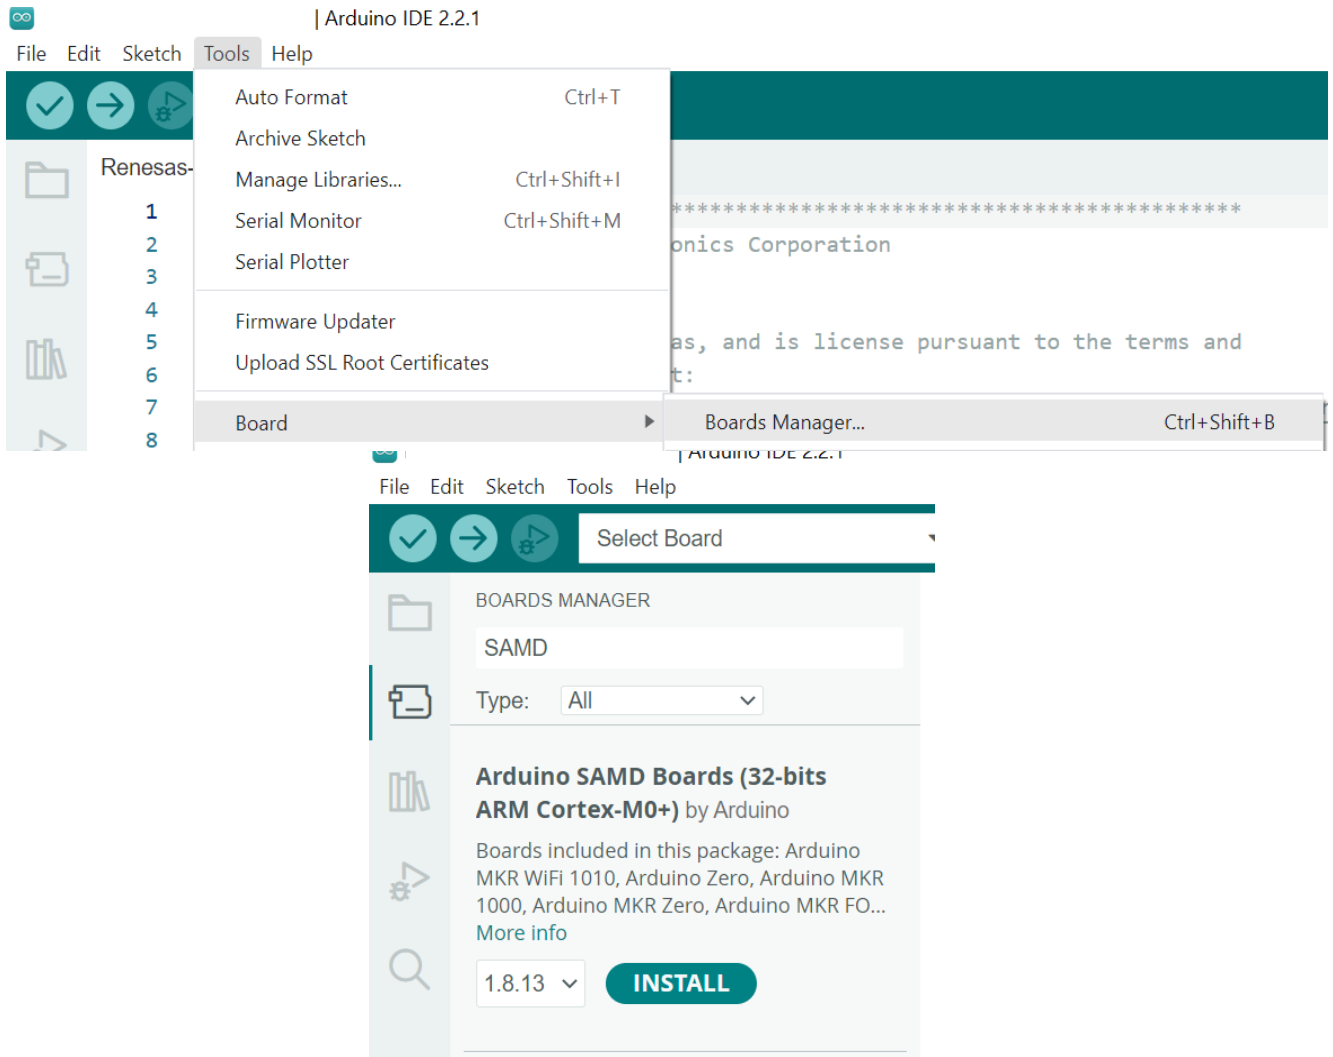 | Arduino IDE 2.2.1
File Edit Sketch Tools Help
Auto Format Ctrl+T
Archive Sketch
Renesas-
Manage Libraries... Ctrl+Shift+I
1 ********************************************
Serial Monitor Ctrl+Shift+M
2 onics Corporation
Serial Plotter
3
4
Firmware Updater
5 as, and is license pursuant to the terms and
Upload SSL Root Certificates
6 t:
7
Board Boards Manager... Ctrl+Shift+B
8
| Arduino IDE 2.2.1
File Edit Sketch Tools Help
Select Board
BOARDS MANAGER
SAMD
Type: All
Arduino SAMD Boards (32-bits
ARM Cortex-M0+) by Arduino
Boards included in this package: Arduino
MKR WiFi 1010, Arduino Zero, Arduino MKR
1000, Arduino MKR Zero, Arduino MKR FO...
More info
1.8.13 INSTALL